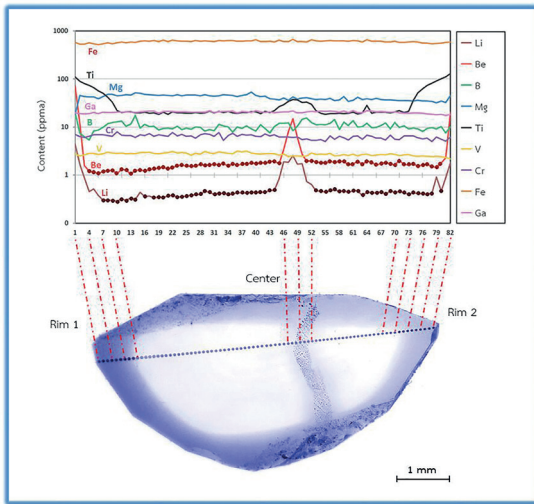 1000
100
10
1
0
Content (ppma)
Fe
Ti
Mg
Ga
B
Cr
V
Be
Li
1 4 7 10 13 16 19 22 25 28 31 34 37 40 43 46 49 52 55 58 61 64 67 70 73 76 79 82
Li
Be
B
Mg
Ti
V
Cr
Fe
Ga
Center
Rim 1
Rim 2
1 mm